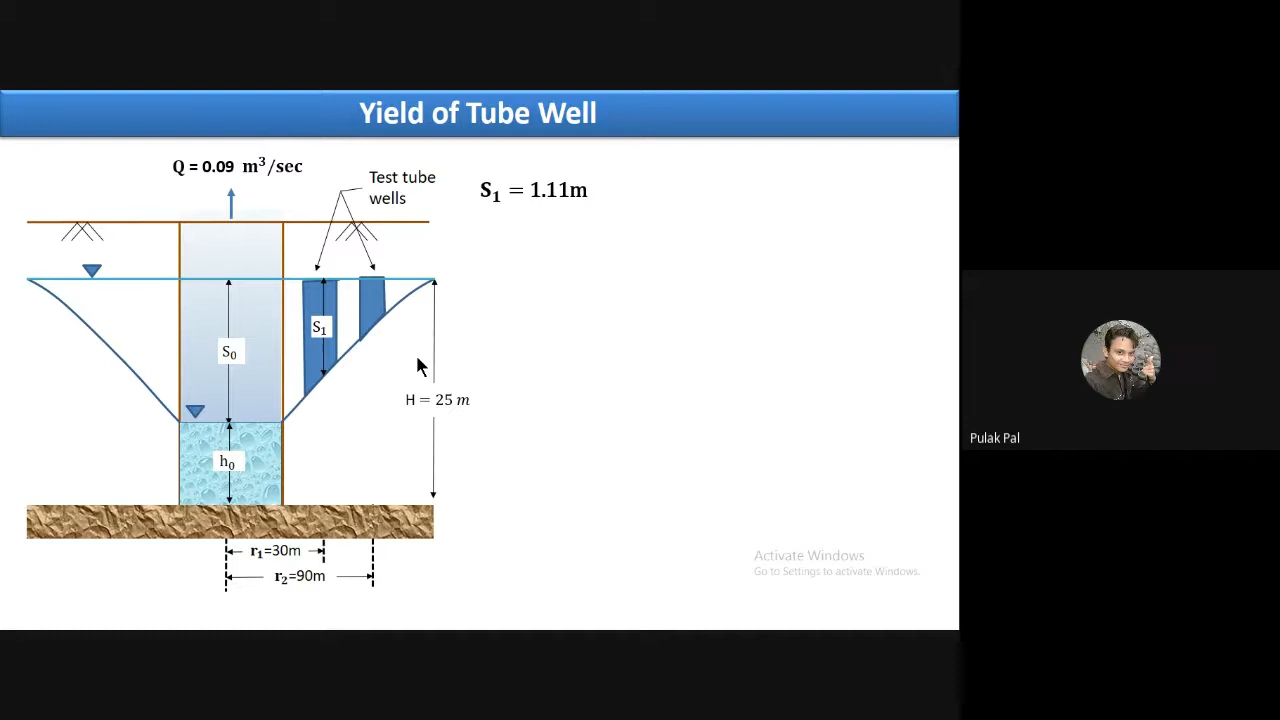 Yield of Tube Well
Q = 0.09 m³/sec
Test tube
wells
S₁ = 1.11m
S₁
S₀
H = 25 m
h₀
r₁=30m
r₂=90m
Activate Windows
Go to Settings to activate Windows.
Pulak Pal